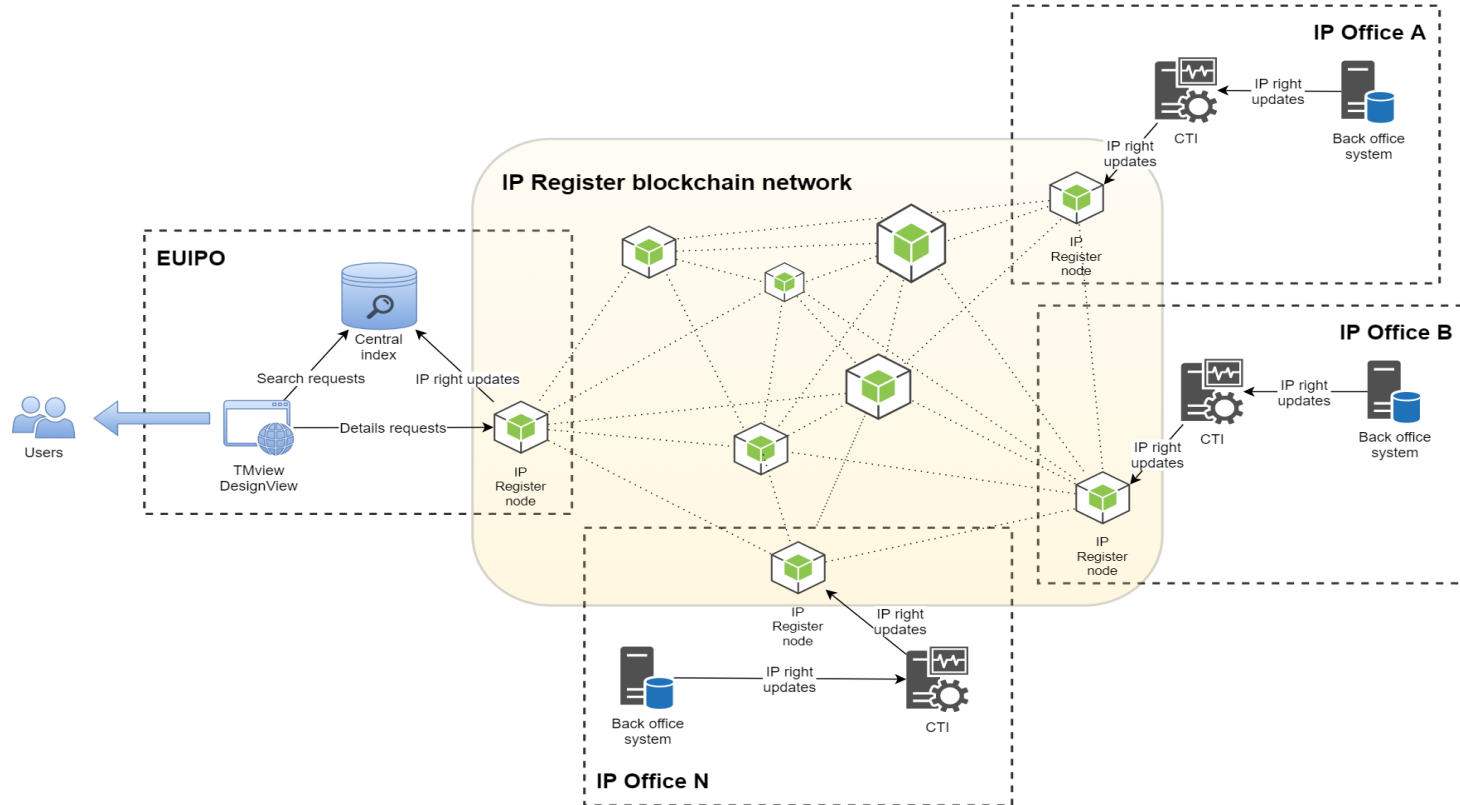 IP Office A
IP right
updates
CTI
Back office
system
IP right
updates
IP Register blockchain network
IP
Register
node
EUIPO
Central
index
Search requests
IP right updates
Details requests
Users
TMview
DesignView
IP
Register
node
IP Office B
IP right
updates
CTI
Back office
system
IP right
updates
IP
Register
node
IP
Register
node
IP right
updates
IP right
updates
Back office
system
CTI
IP Office N